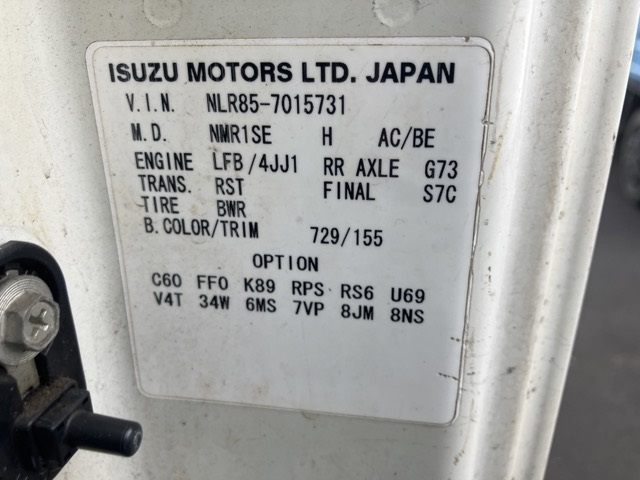 ISUZU MOTORS LTD. JAPAN
V.I.N. NLR85-7015731
M.D. NMR1SE H AC/BE
ENGINE LFB/4JJ1 RR AXLE G73
TRANS. RST FINAL S7C
TIRE BWR
B.COLOR/TRIM 729/155
OPTION
C60 FF0 K89 RPS RS6 U69
V4T 34W 6MS 7VP 8JM 8NS